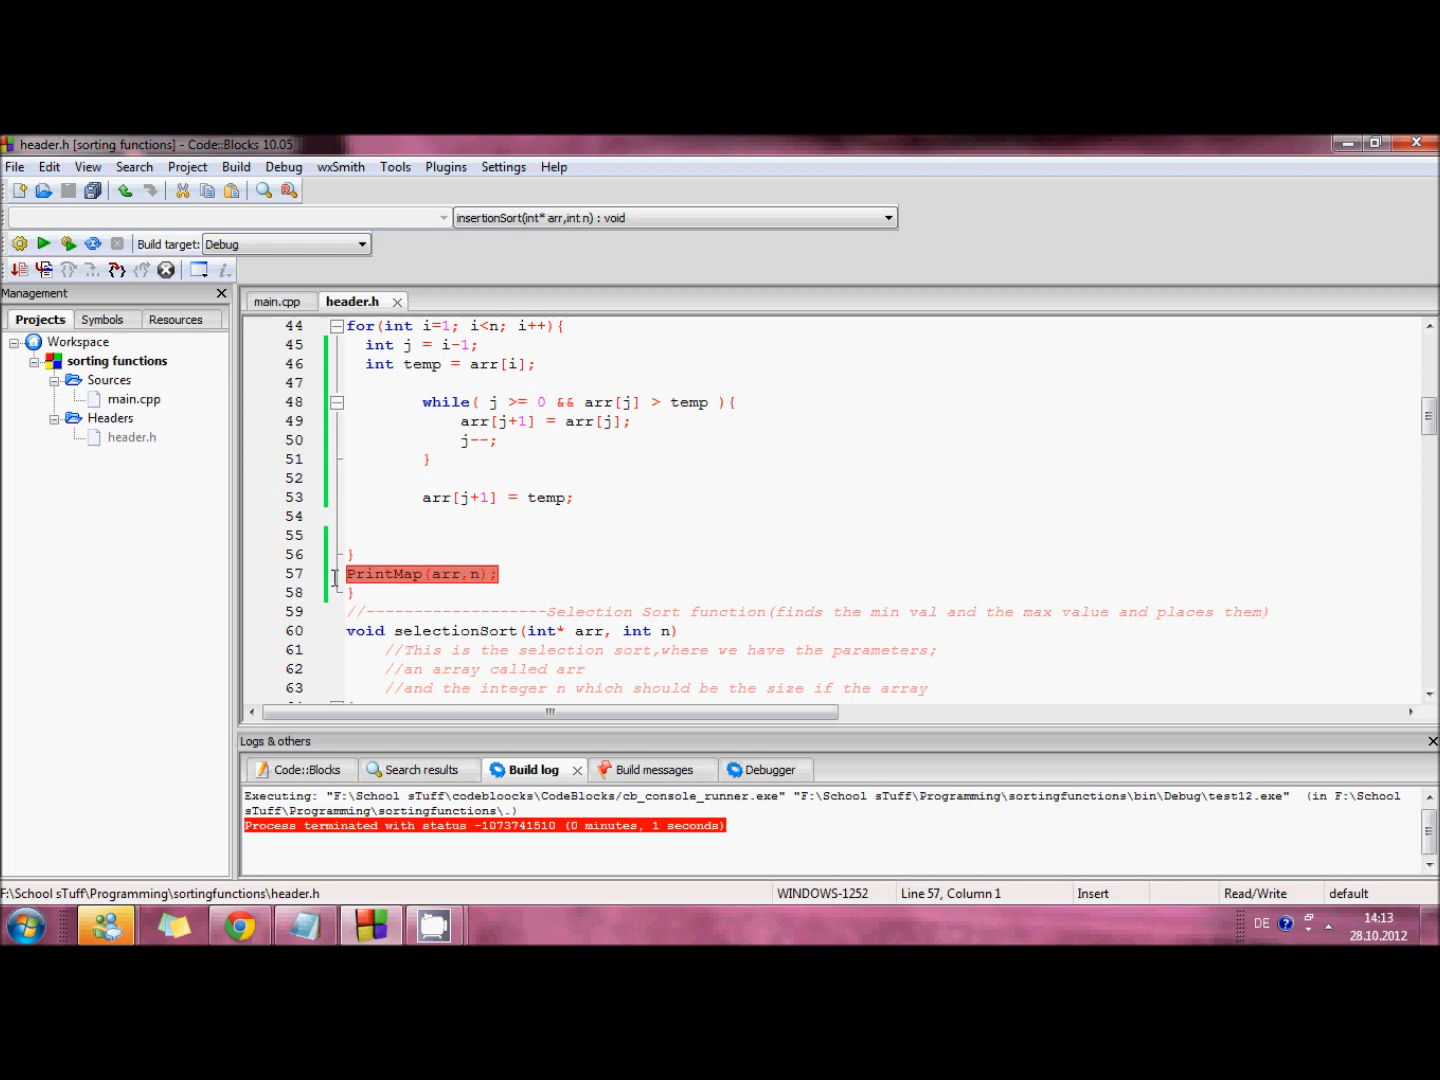 header.h [sorting functions] - Code::Blocks 10.05
File Edit View Search Project Build Debug wxSmith Tools Plugins Settings Help
insertionSort(int* arr,int n) : void
Build target: Debug
Management
Projects Symbols Resources
Workspace
sorting functions
Sources
main.cpp
Headers
header.h
main.cpp header.h
44 for(int i=1; i<n; i++){
45 int j = i-1;
46 int temp = arr[i];
47
48 while( j >= 0 && arr[j] > temp ){
49 arr[j+1] = arr[j];
50 j--;
51 }
52
53 arr[j+1] = temp;
54
55
56 }
57 PrintMap(arr,n);
58 }
59 //-------------------Selection Sort function(finds the min val and the max value and places them)
60 void selectionSort(int* arr, int n)
61 //This is the selection sort,where we have the parameters;
62 //an array called arr
63 //and the integer n which should be the size if the array
Logs & others
Code::Blocks Search results Build log Build messages Debugger
Executing: "F:\School sTuff\codebloocks\CodeBlocks/cb_console_runner.exe" "F:\School sTuff\Programming\sortingfunctions\bin\Debug\test12.exe" (in F:\School
sTuff\Programming\sortingfunctions\.)
Process terminated with status -1073741510 (0 minutes, 1 seconds)
F:\School sTuff\Programming\sortingfunctions\header.h WINDOWS-1252 Line 57, Column 1 Insert Read/Write default
DE 14:13
28.10.2012